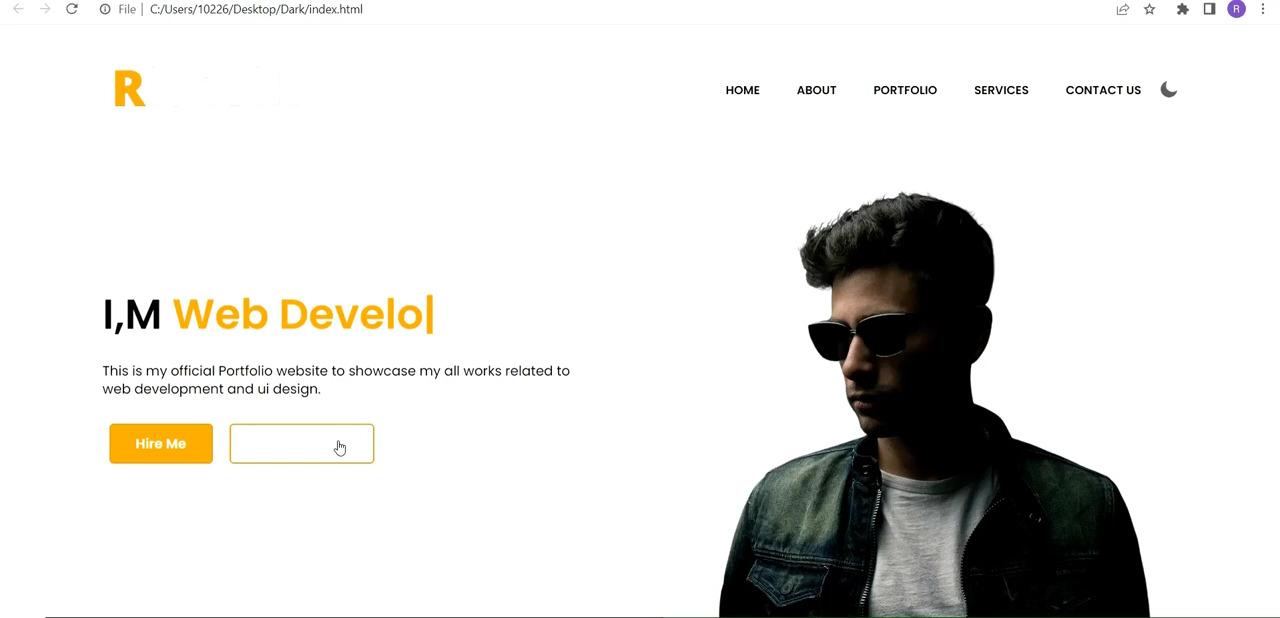 File | C:/Users/10226/Desktop/Dark/index.html
R
R
HOME ABOUT PORTFOLIO SERVICES CONTACT US
I,M Web Develo|
This is my official Portfolio website to showcase my all works related to
web development and ui design.
Hire Me